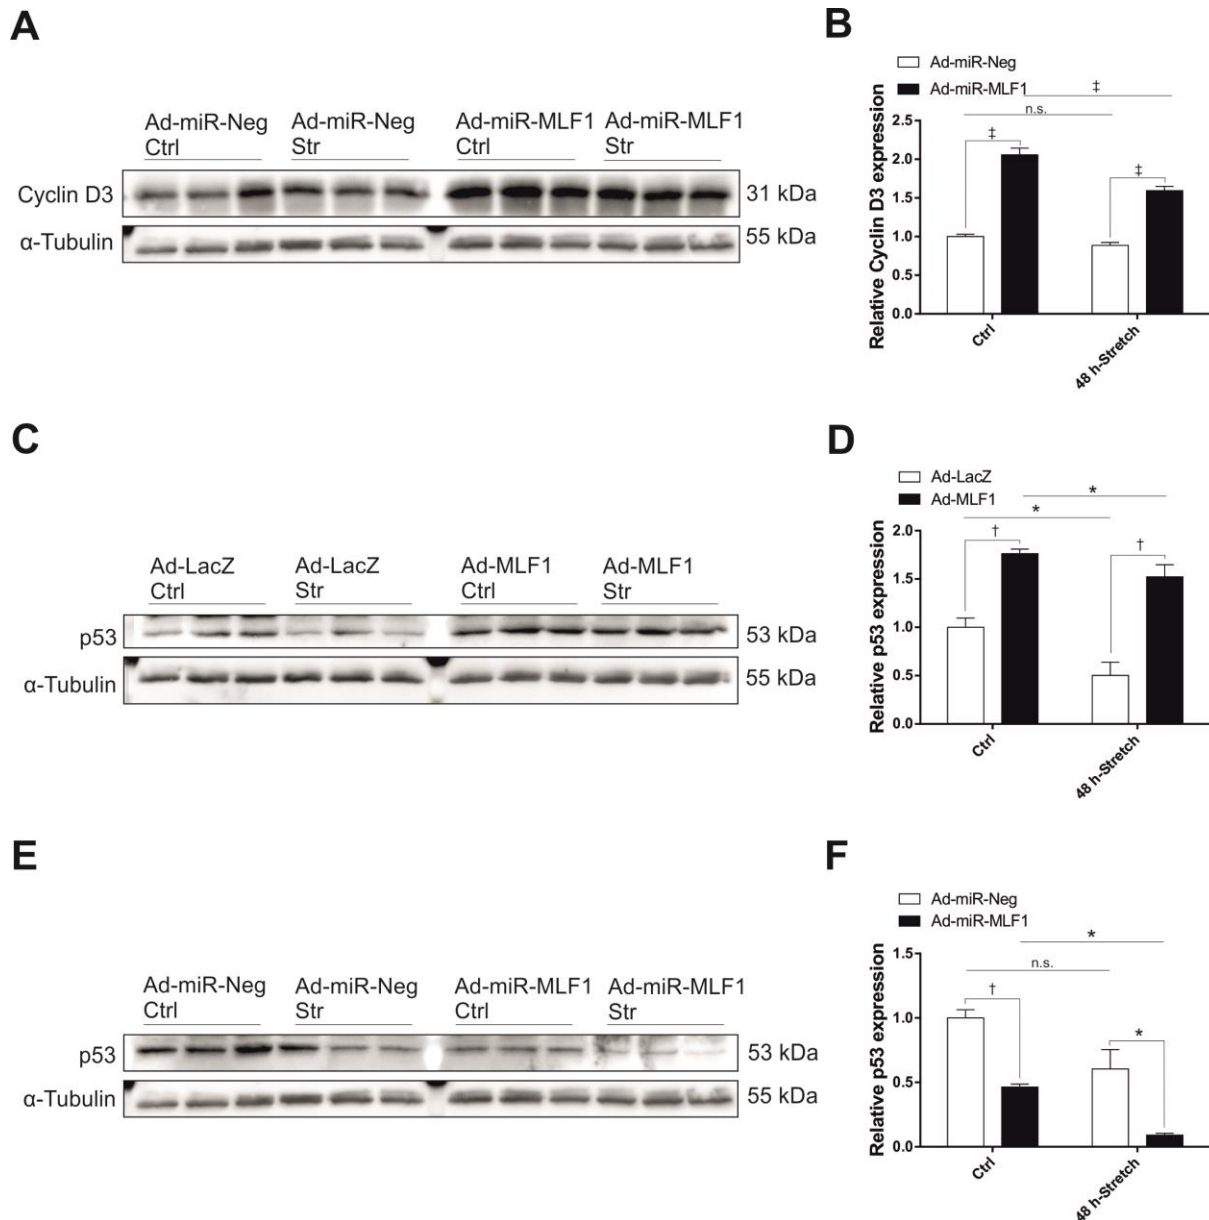 A
Ad-miR-Neg Ad-miR-Neg Ad-miR-MLF1 Ad-miR-MLF1
Ctrl Str Ctrl Str
Cyclin D3 31 kDa
α-Tubulin 55 kDa
B
Ad-miR-Neg
Ad-miR-MLF1
‡
n.s.
‡
‡
Relative Cyclin D3 expression
2.5
2.0
1.5
1.0
0.5
0.0
Ctrl
48 h-Stretch
C
Ad-LacZ Ad-LacZ Ad-MLF1 Ad-MLF1
Ctrl Str Ctrl Str
p53 53 kDa
α-Tubulin 55 kDa
D
Ad-LacZ
Ad-MLF1
*
*
†
†
Relative p53 expression
2.0
1.5
1.0
0.5
0.0
Ctrl
48 h-Stretch
E
Ad-miR-Neg Ad-miR-Neg Ad-miR-MLF1 Ad-miR-MLF1
Ctrl Str Ctrl Str
p53 53 kDa
α-Tubulin 55 kDa
F
Ad-miR-Neg
Ad-miR-MLF1
*
n.s.
†
*
Relative p53 expression
1.5
1.0
0.5
0.0
Ctrl
48 h-Stretch